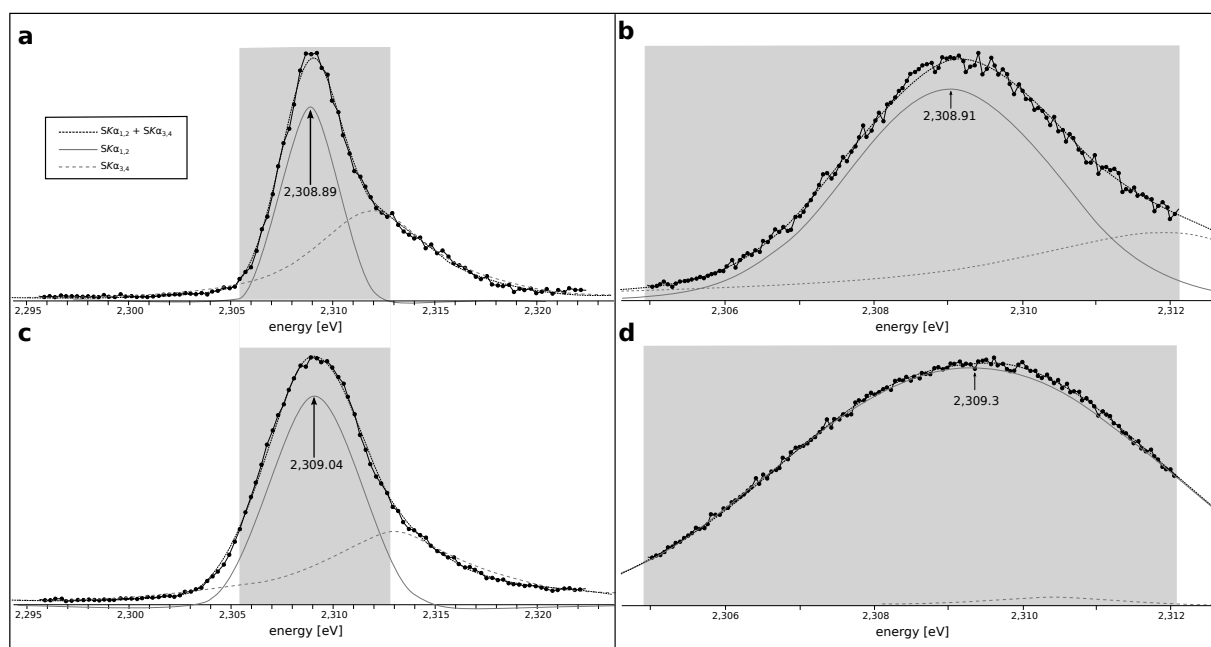 a
SKα1,2 + SKα3,4
SKα1,2
SKα3,4
2,308.89
2,295 2,300 2,305 2,310 2,315 2,320
energy [eV]
b
2,308.91
2,306 2,308 2,310 2,312
energy [eV]
c
2,309.04
2,295 2,300 2,305 2,310 2,315 2,320
energy [eV]
d
2,309.3
2,306 2,308 2,310 2,312
energy [eV]